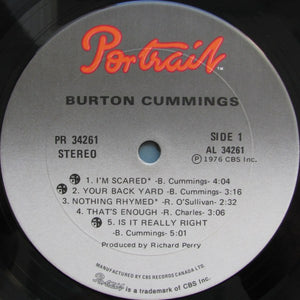 Portrait
TM
BURTON CUMMINGS
PR 34261
STEREO
SIDE 1
AL 34261
Ⓟ 1976 CBS Inc.
1. I'M SCARED* -B. Cummings- 4:04
2. YOUR BACK YARD -B. Cummings- 3:16
3. NOTHING RHYMED* -R. O'Sullivan- 3:23
4. THAT'S ENOUGH -R. Charles- 3:06
5. IS IT REALLY RIGHT
-B. Cummings- 5:01
Produced by Richard Perry
MANUFACTURED BY CBS RECORDS CANADA LTD.
Portrait is a trademark of CBS Inc.